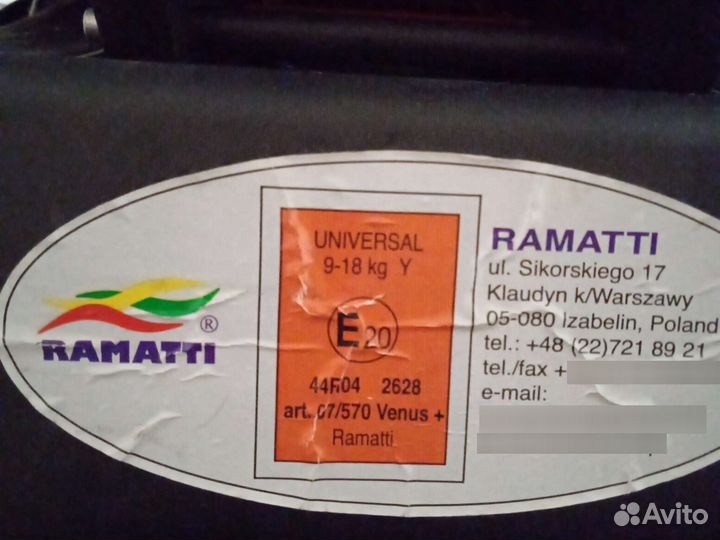 RAMATTI
®
UNIVERSAL
9-18 kg Y
E 20
44R04 2628
art. 07/570 Venus +
Ramatti
RAMATTI
ul. Sikorskiego 17
Klaudyn k/Warszawy
05-080 Izabelin, Poland
tel.: +48 (22)721 89 21
tel./fax +
e-mail:
Avito